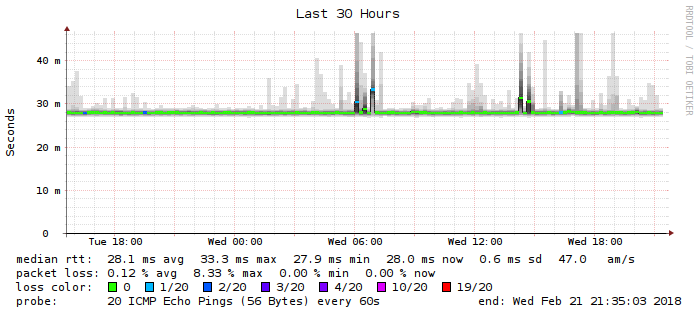 Last 30 Hours
RRDTOOL / TOBI OETIKER
Seconds
40 m
30 m
20 m
10 m
0
Tue 18:00 Wed 00:00 Wed 06:00 Wed 12:00 Wed 18:00
median rtt: 28.1 ms avg 33.3 ms max 27.9 ms min 28.0 ms now 0.6 ms sd 47.0 am/s
packet loss: 0.12 % avg 8.33 % max 0.00 % min 0.00 % now
loss color: 0 1/20 2/20 3/20 4/20 10/20 19/20
probe: 20 ICMP Echo Pings (56 Bytes) every 60s end: Wed Feb 21 21:35:03 2018